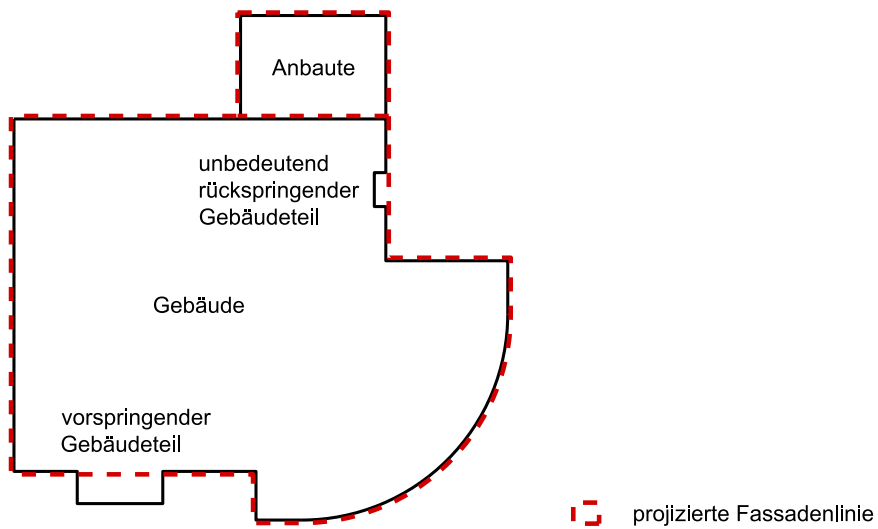 Anbaute
unbedeutend
rückspringender
Gebäudeteil
Gebäude
vorspringender
Gebäudeteil
projizierte Fassadenlinie